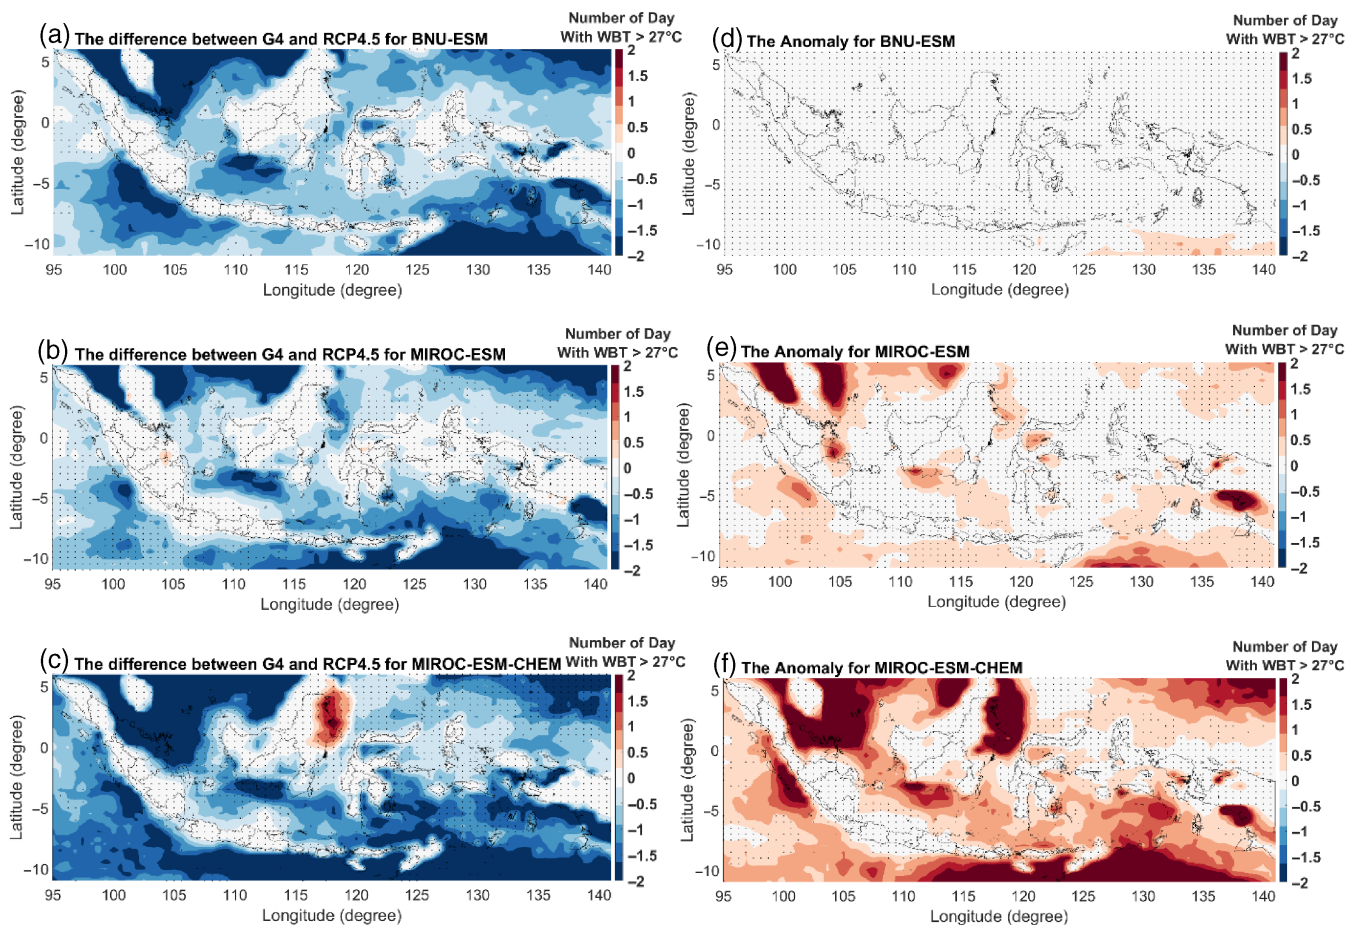 (a) The difference between G4 and RCP4.5 for BNU-ESM
Number of Day
With WBT > 27°C
5
0
−5
−10
Latitude (degree)
95 100 105 110 115 120 125 130 135 140
Longitude (degree)
2
1.5
1
0.5
0
−0.5
−1
−1.5
−2
(d) The Anomaly for BNU-ESM
Number of Day
With WBT > 27°C
5
0
−5
−10
Latitude (degree)
95 100 105 110 115 120 125 130 135 140
Longitude (degree)
2
1.5
1
0.5
0
−0.5
−1
−1.5
−2
(b) The difference between G4 and RCP4.5 for MIROC-ESM
Number of Day
With WBT > 27°C
5
0
−5
−10
Latitude (degree)
95 100 105 110 115 120 125 130 135 140
Longitude (degree)
2
1.5
1
0.5
0
−0.5
−1
−1.5
−2
(e) The Anomaly for MIROC-ESM
Number of Day
With WBT > 27°C
5
0
−5
−10
Latitude (degree)
95 100 105 110 115 120 125 130 135 140
Longitude (degree)
2
1.5
1
0.5
0
−0.5
−1
−1.5
−2
(c) The difference between G4 and RCP4.5 for MIROC-ESM-CHEM
Number of Day
With WBT > 27°C
5
0
−5
−10
Latitude (degree)
95 100 105 110 115 120 125 130 135 140
Longitude (degree)
2
1.5
1
0.5
0
−0.5
−1
−1.5
−2
(f) The Anomaly for MIROC-ESM-CHEM
Number of Day
With WBT > 27°C
5
0
−5
−10
Latitude (degree)
95 100 105 110 115 120 125 130 135 140
Longitude (degree)
2
1.5
1
0.5
0
−0.5
−1
−1.5
−2